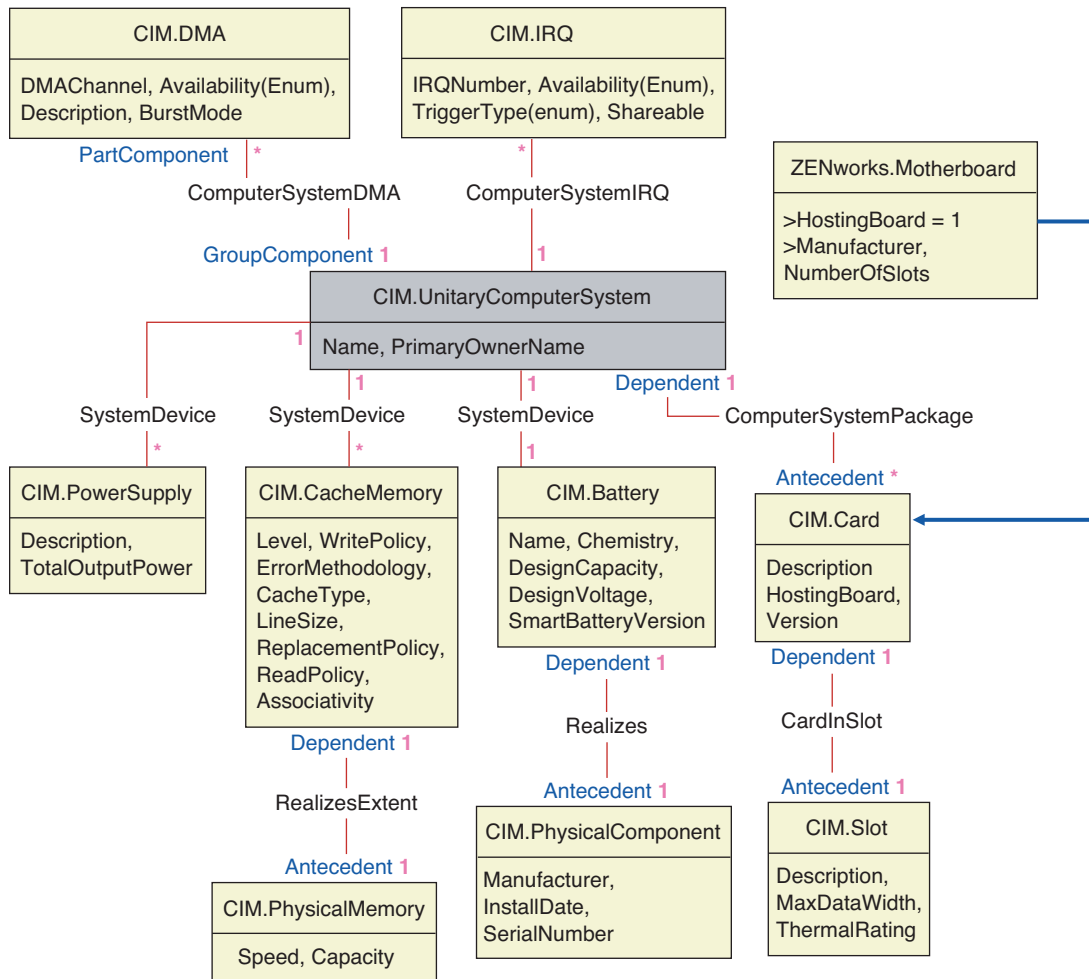 CIM.DMA
DMAChannel, Availability(Enum),
Description, BurstMode
CIM.IRQ
IRQNumber, Availability(Enum),
TriggerType(enum), Shareable
PartComponent *
*
ComputerSystemDMA
ComputerSystemIRQ
GroupComponent 1
1
ZENworks.Motherboard
>HostingBoard = 1
>Manufacturer,
NumberOfSlots
CIM.UnitaryComputerSystem
Name, PrimaryOwnerName
1
1
1
Dependent 1
SystemDevice
SystemDevice
SystemDevice
ComputerSystemPackage
*
*
1
Antecedent *
CIM.PowerSupply
Description,
TotalOutputPower
CIM.CacheMemory
Level, WritePolicy,
ErrorMethodology,
CacheType,
LineSize,
ReplacementPolicy,
ReadPolicy,
Associativity
CIM.Battery
Name, Chemistry,
DesignCapacity,
DesignVoltage,
SmartBatteryVersion
CIM.Card
Description
HostingBoard,
Version
Dependent 1
Dependent 1
Dependent 1
RealizesExtent
Realizes
CardInSlot
Antecedent 1
Antecedent 1
Antecedent 1
CIM.PhysicalMemory
Speed, Capacity
CIM.PhysicalComponent
Manufacturer,
InstallDate,
SerialNumber
CIM.Slot
Description,
MaxDataWidth,
ThermalRating